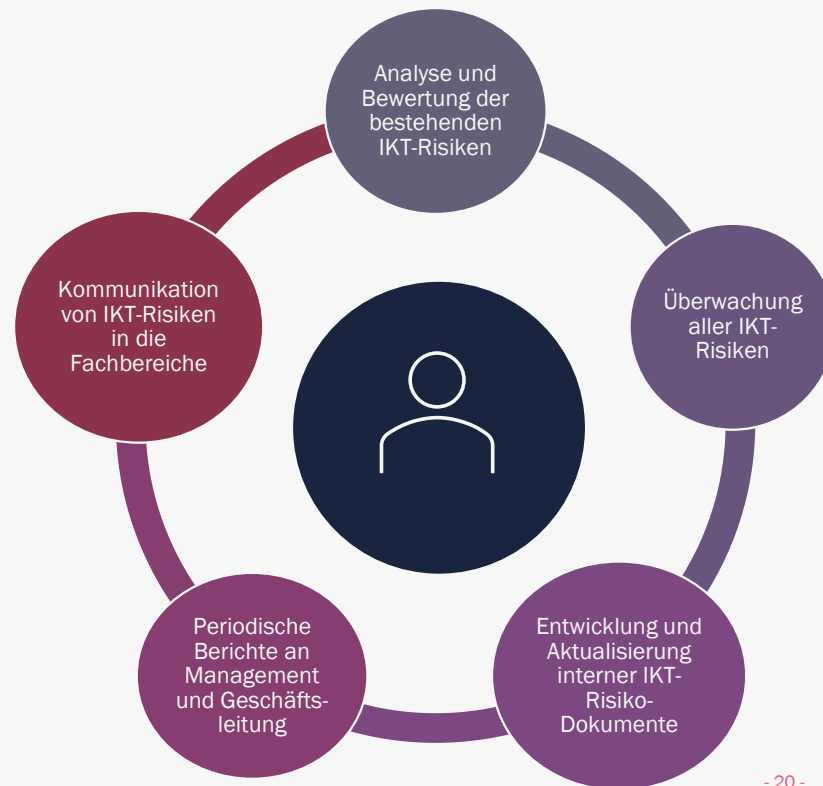 Analyse und
Bewertung der
bestehenden
IKT-Risiken
Überwachung
aller IKT-
Risiken
Entwicklung und
Aktualisierung
interner IKT-
Risiko-
Dokumente
Periodische
Berichte an
Management
und Geschäfts-
leitung
Kommunikation
von IKT-Risiken
in die
Fachbereiche
- 20 -